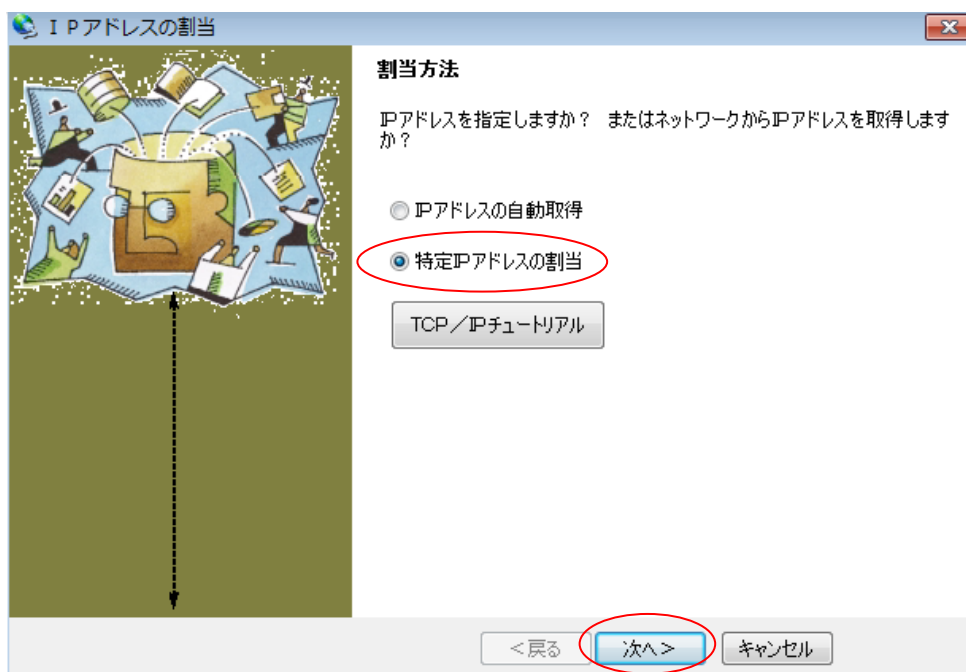 ＩＰアドレスの割当
割当方法
IPアドレスを指定しますか？　またはネットワークからIPアドレスを取得します
か？
IPアドレスの自動取得
特定IPアドレスの割当
TCP／IPチュートリアル
＜戻る
次へ＞
キャンセル